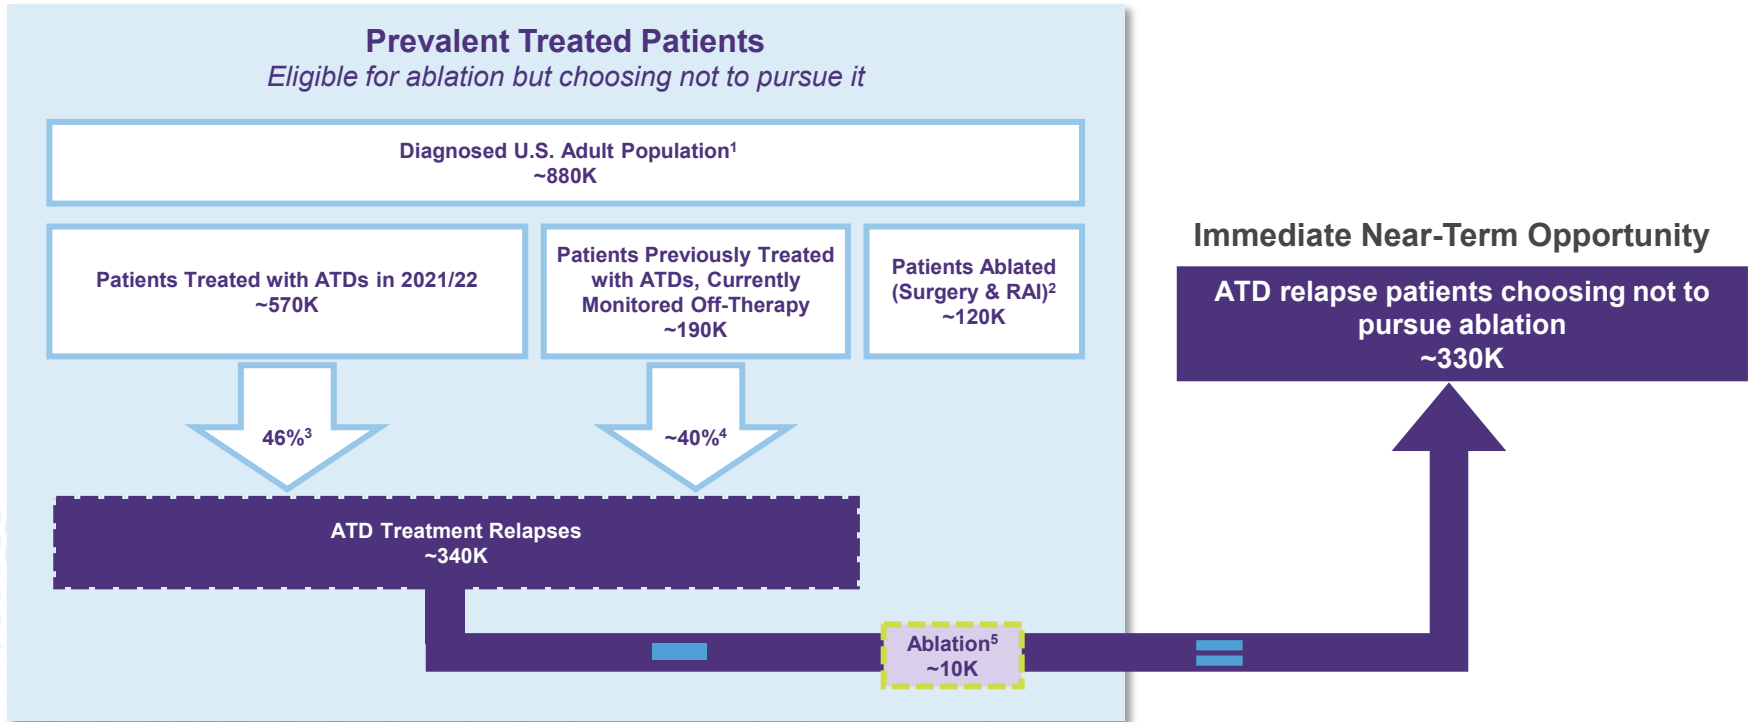 Prevalent Treated Patients
Eligible for ablation but choosing not to pursue it
Diagnosed U.S. Adult Population¹
~880K
Patients Treated with ATDs in 2021/22
~570K
Patients Previously Treated
with ATDs, Currently
Monitored Off-Therapy
~190K
Patients Ablated
(Surgery & RAI)²
~120K
46%³
~40%⁴
ATD Treatment Relapses
~340K
Ablation⁵
~10K
Immediate Near-Term Opportunity
ATD relapse patients choosing not to
pursue ablation
~330K